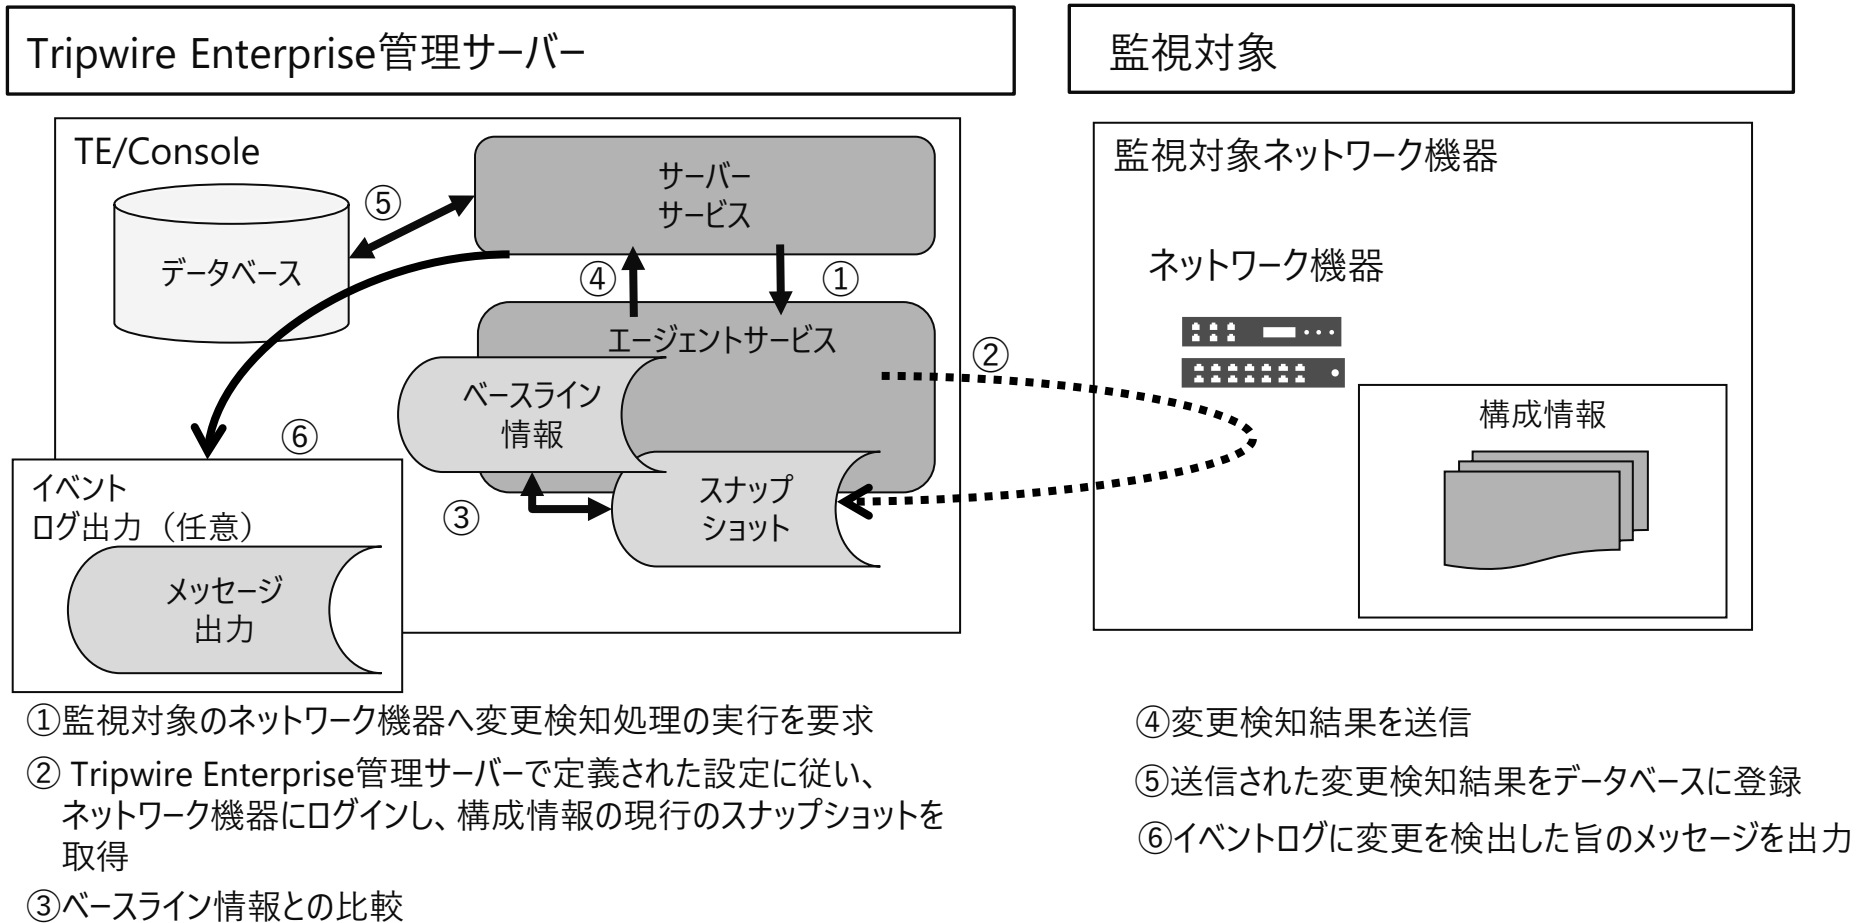 Tripwire Enterprise管理サーバー
監視対象
TE/Console
サーバー
サービス
⑤
データベース
④
①
エージェントサービス
②
ベースライン
情報
⑥
③
スナップ
ショット
イベント
ログ出力（任意）
メッセージ
出力
監視対象ネットワーク機器
ネットワーク機器
構成情報
①監視対象のネットワーク機器へ変更検知処理の実行を要求
② Tripwire Enterprise管理サーバーで定義された設定に従い、
ネットワーク機器にログインし、構成情報の現行のスナップショットを
取得
③ベースライン情報との比較
④変更検知結果を送信
⑤送信された変更検知結果をデータベースに登録
⑥イベントログに変更を検出した旨のメッセージを出力